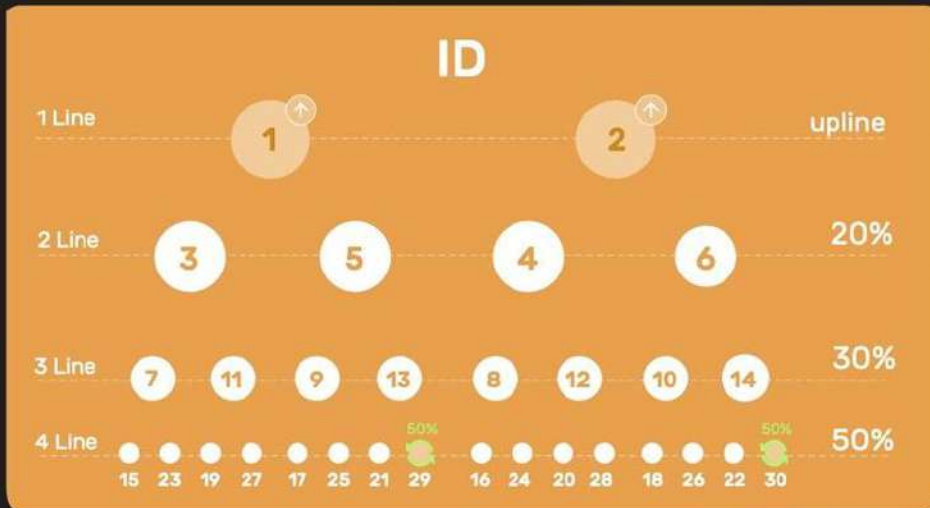 ID
1 Line 1 2 upline
2 Line 3 5 4 6 20%
3 Line 7 11 9 13 8 12 10 14 30%
50% 50%
4 Line 50%
15 23 19 27 17 25 21 29 16 24 20 28 18 26 22 30